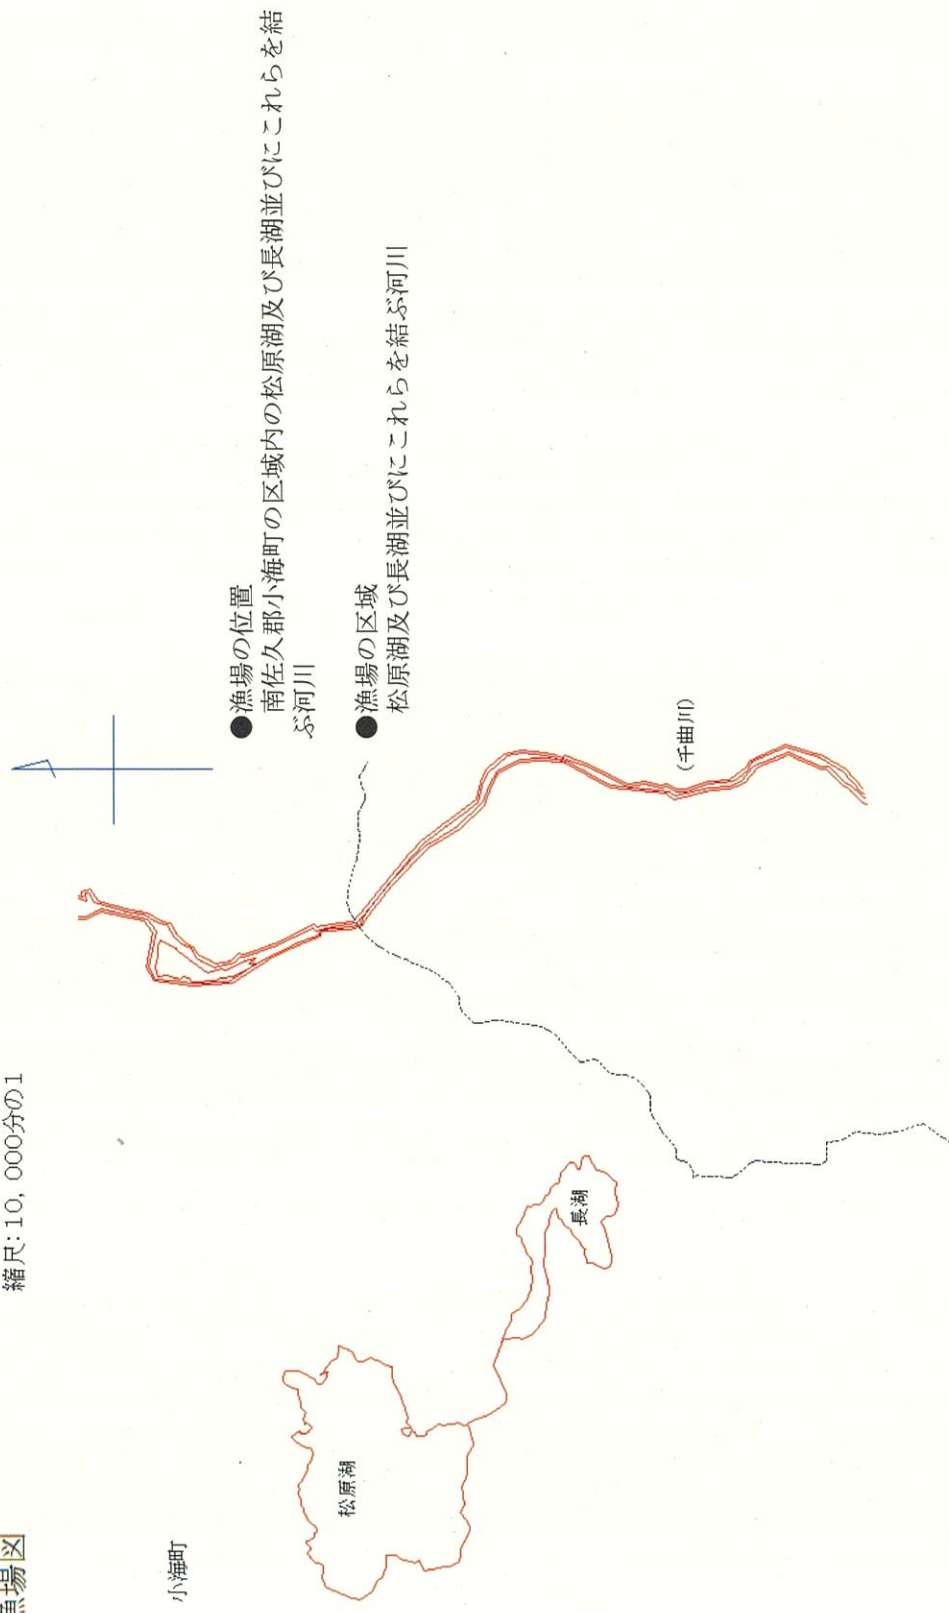 漁場図
縮尺:10,000分の1
小海町
●漁場の位置
南佐久郡小海町の区域内の松原湖及び長湖並びにこれらを結
ぶ河川
●漁場の区域
松原湖及び長湖並びにこれらを結ぶ河川
松原湖
長湖
(千曲川)